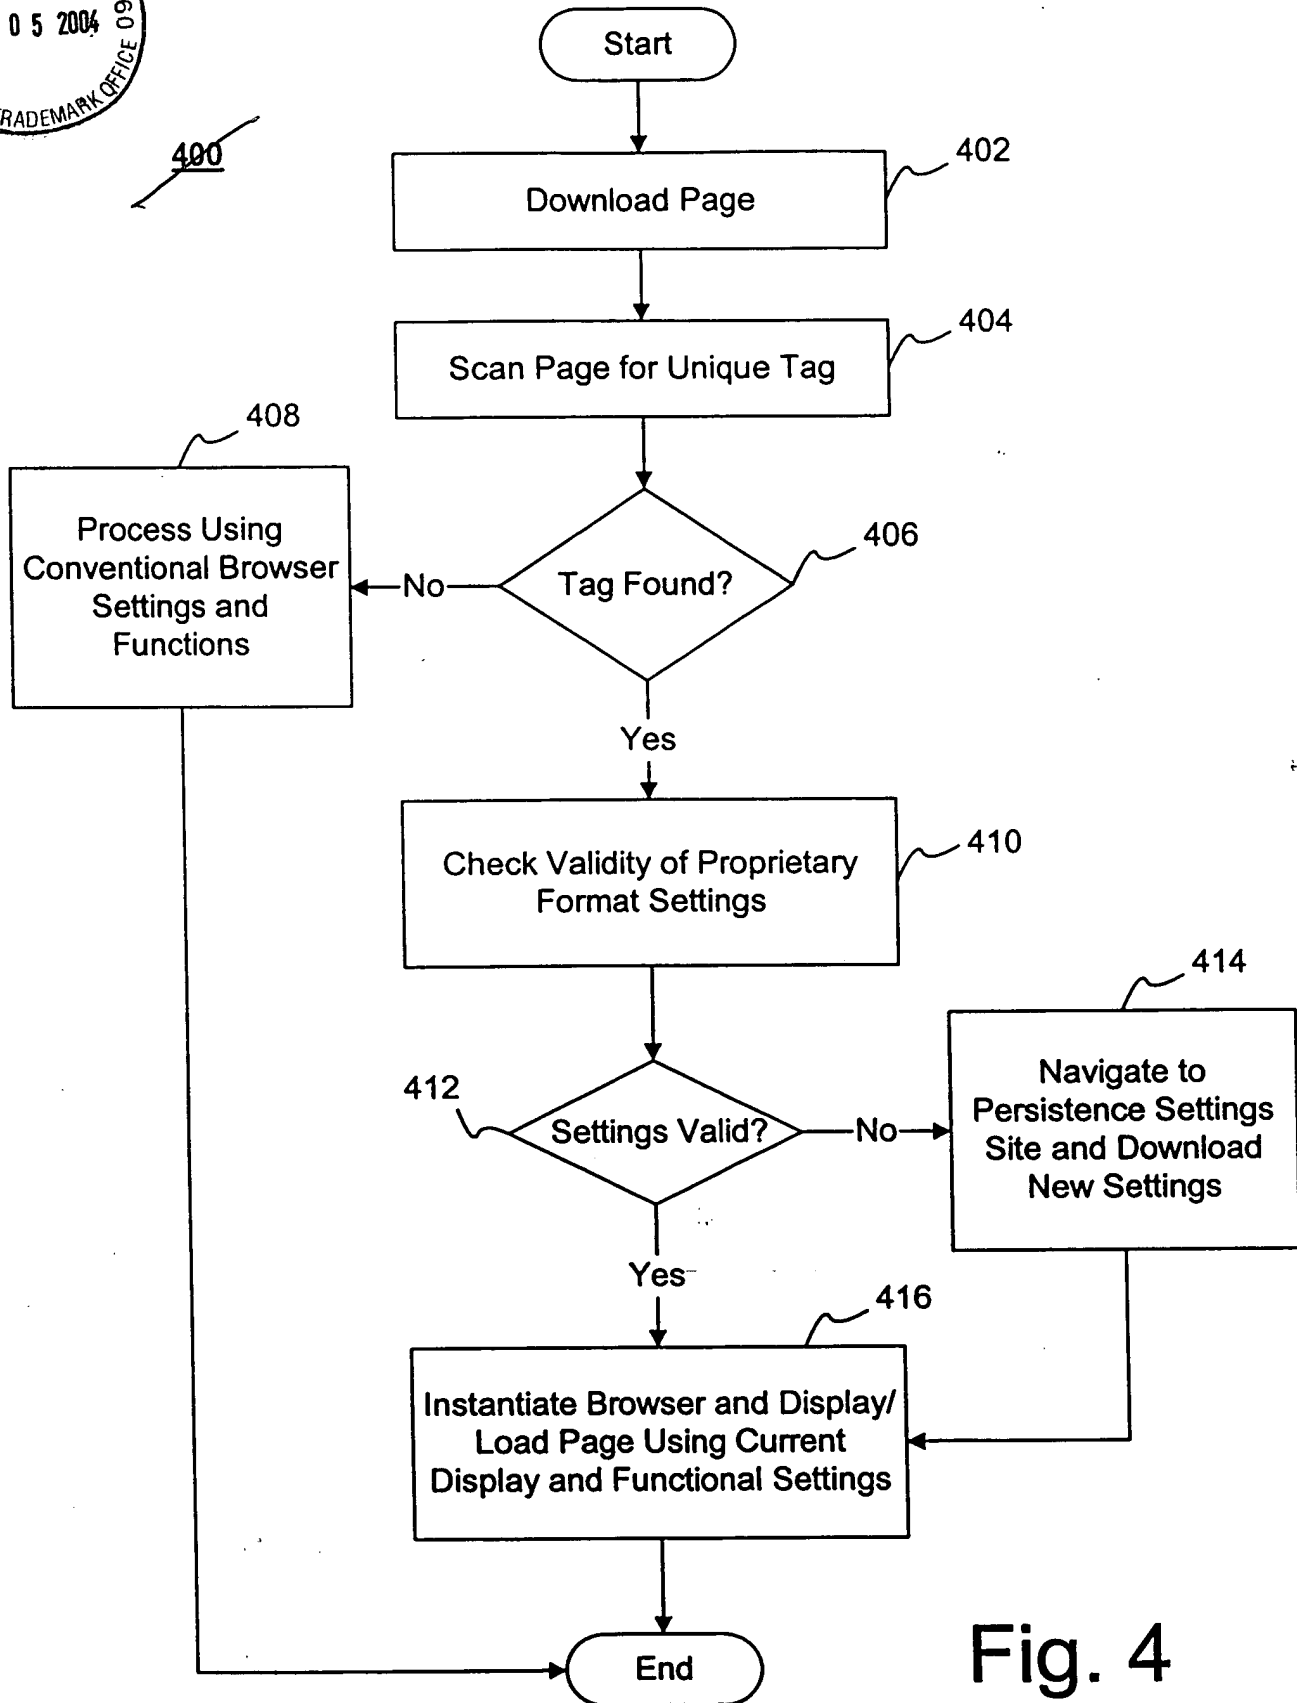 0 5 2004
TRADEMARK OFFICE
400
Start
402
Download Page
404
Scan Page for Unique Tag
408
Process Using
Conventional Browser
Settings and
Functions
No
Tag Found?
406
Yes
Check Validity of Proprietary
Format Settings
410
412
Settings Valid?
No
414
Navigate to
Persistence Settings
Site and Download
New Settings
Yes
416
Instantiate Browser and Display/
Load Page Using Current
Display and Functional Settings
End
Fig. 4